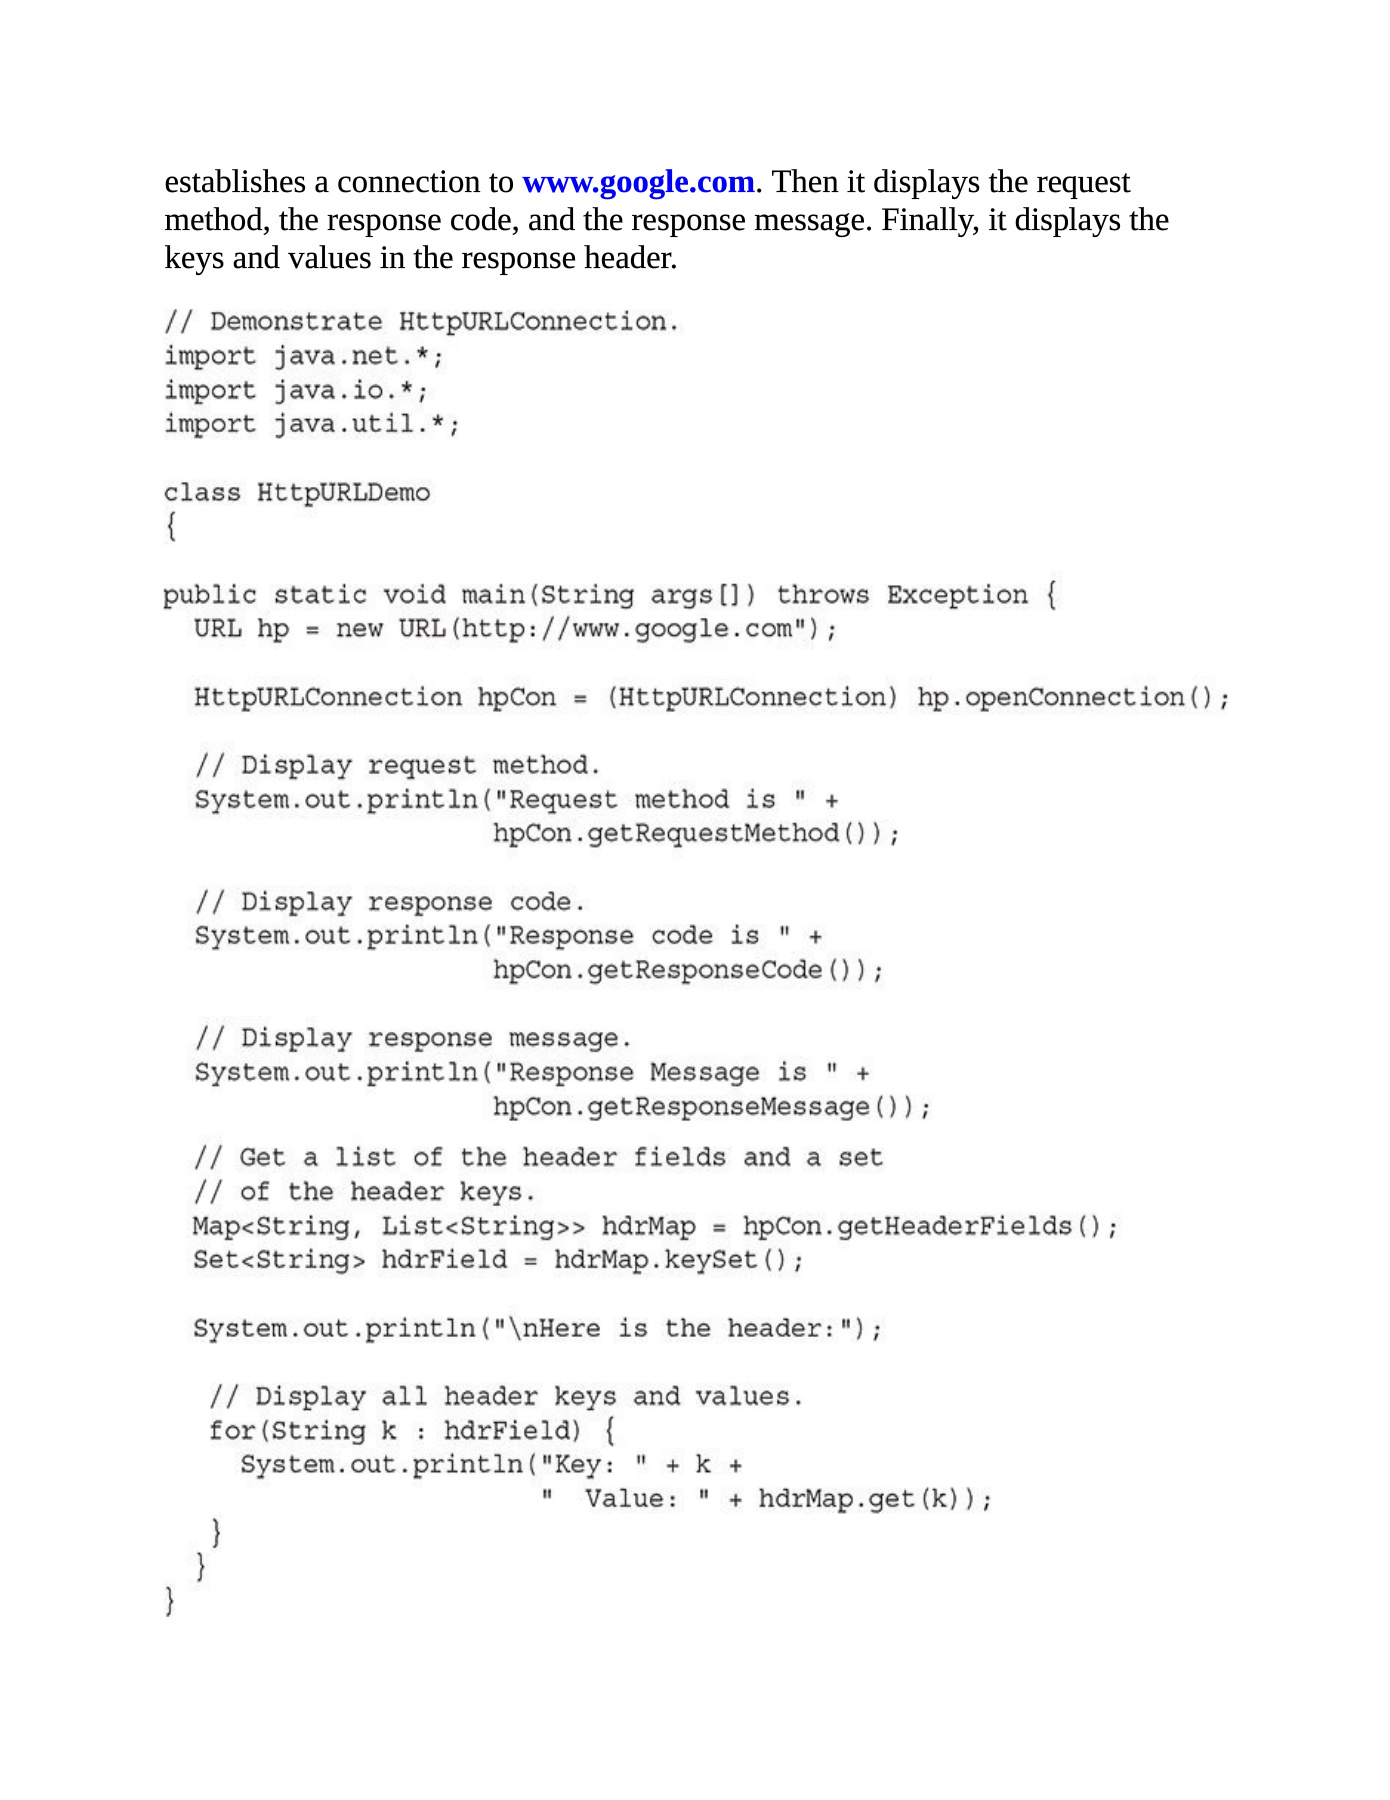 establishes a connection to www.google.com. Then it displays the request
method, the response code, and the response message. Finally, it displays the
keys and values in the response header.
// Demonstrate HttpURLConnection.
import java.net.*;
import java.io.*;
import java.util.*;
class HttpURLDemo
{
public static void main(String args[]) throws Exception {
URL hp = new URL(http://www.google.com");
HttpURLConnection hpCon = (HttpURLConnection) hp.openConnection();
// Display request method.
System.out.println("Request method is " +
hpCon.getRequestMethod());
// Display response code.
System.out.println("Response code is " +
hpCon.getResponseCode());
// Display response message.
System.out.println("Response Message is " +
hpCon.getResponseMessage());
// Get a list of the header fields and a set
// of the header keys.
Map<String, List<String>> hdrMap = hpCon.getHeaderFields();
Set<String> hdrField = hdrMap.keySet();
System.out.println("\nHere is the header:");
// Display all header keys and values.
for(String k : hdrField) {
System.out.println("Key: " + k +
"  Value: " + hdrMap.get(k));
}
}
}